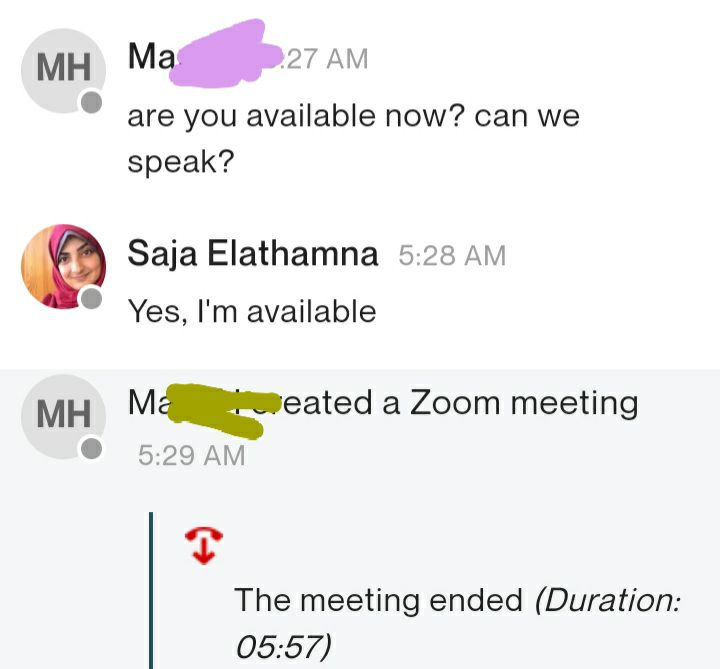 MH
Ma :27 AM
are you available now? can we
speak?
Saja Elathamna 5:28 AM
Yes, I'm available
MH
Ma created a Zoom meeting
5:29 AM
The meeting ended (Duration:
05:57)